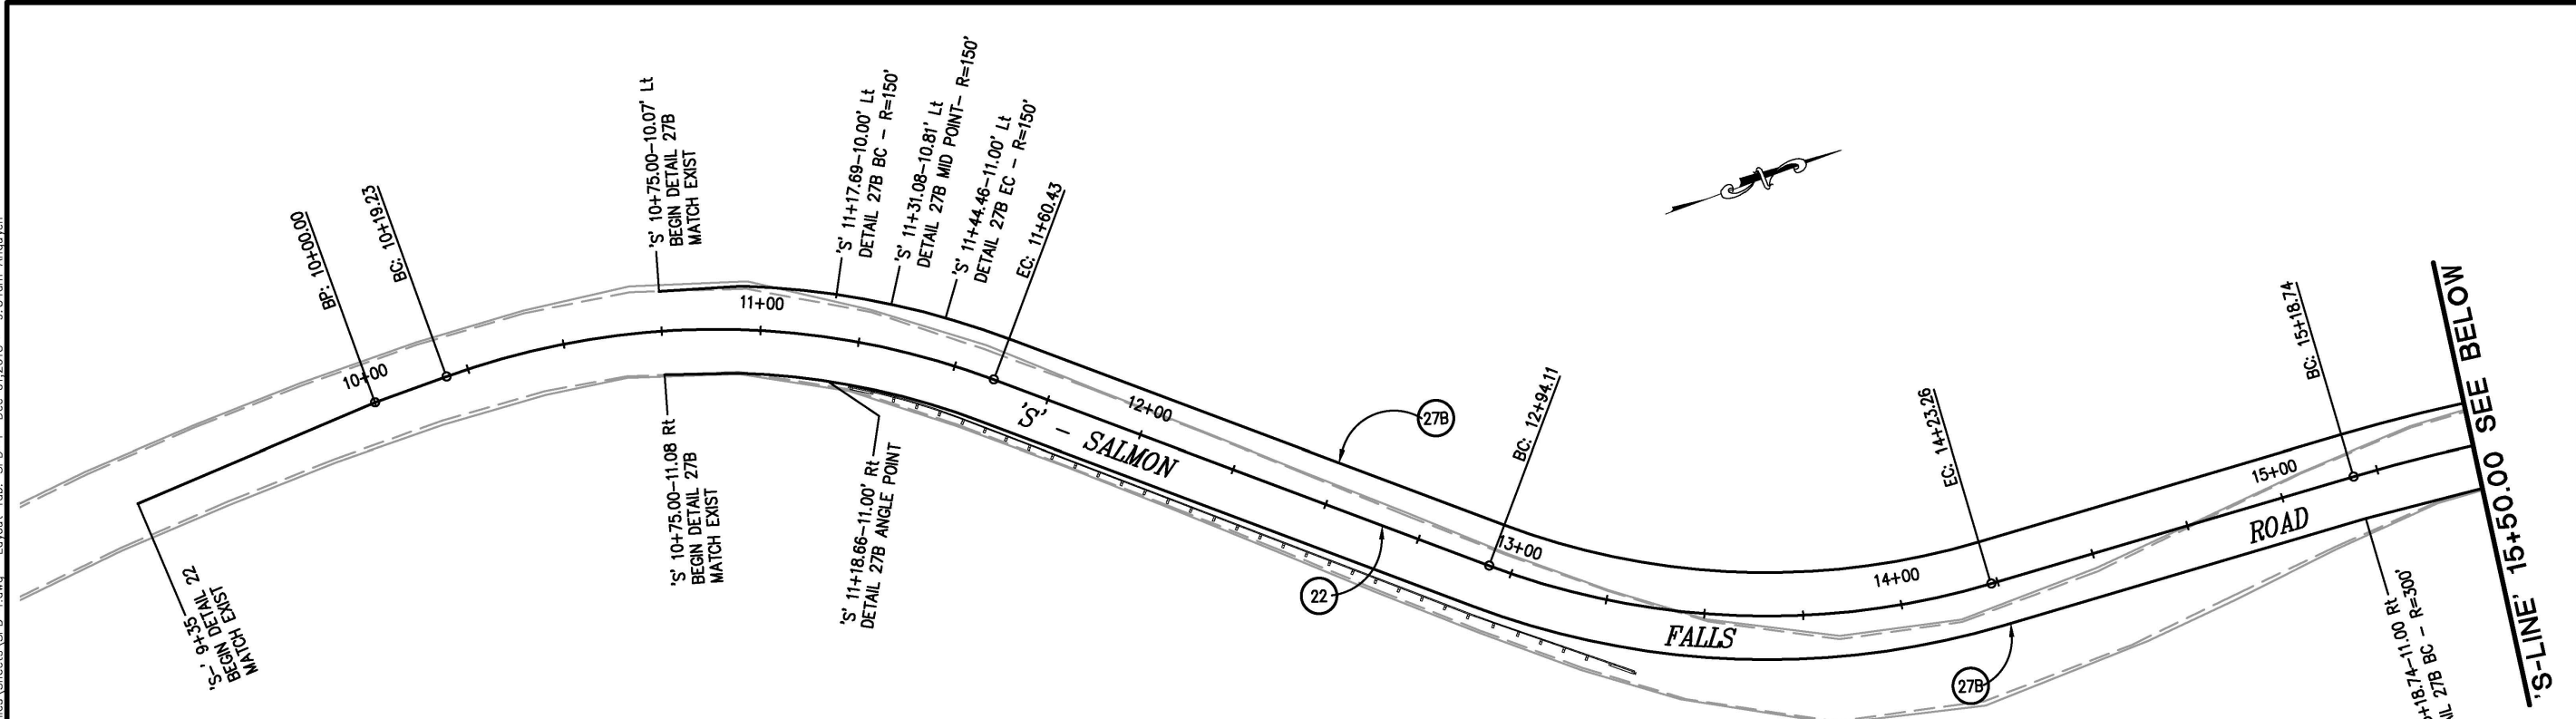 BP: 10+00.00
BC: 10+19.23
'S' 10+75.00-10.07' Lt
BEGIN DETAIL 27B
MATCH EXIST
'S' 11+17.69-10.00' Lt
DETAIL 27B BC - R=150'
'S' 11+31.08-10.81' Lt
DETAIL 27B MID POINT- R=150'
'S' 11+44.46-11.00' Lt
DETAIL 27B EC - R=150'
EC: 11+60.43
10+00
11+00
12+00
13+00
14+00
15+00
27B
BC: 12+94.11
EC: 14+23.26
BC: 15+18.74
'S' - SALMON
FALLS
ROAD
'S-' 9+35
BEGIN DETAIL 22
MATCH EXIST
'S' 10+75.00-11.08 Rt
BEGIN DETAIL 27B
MATCH EXIST
'S' 11+18.66-11.00' Rt
DETAIL 27B ANGLE POINT
22
27B
+18.74-11.00 Rt
27B BC - R=300'
'S-LINE' 15+50.00 SEE BELOW